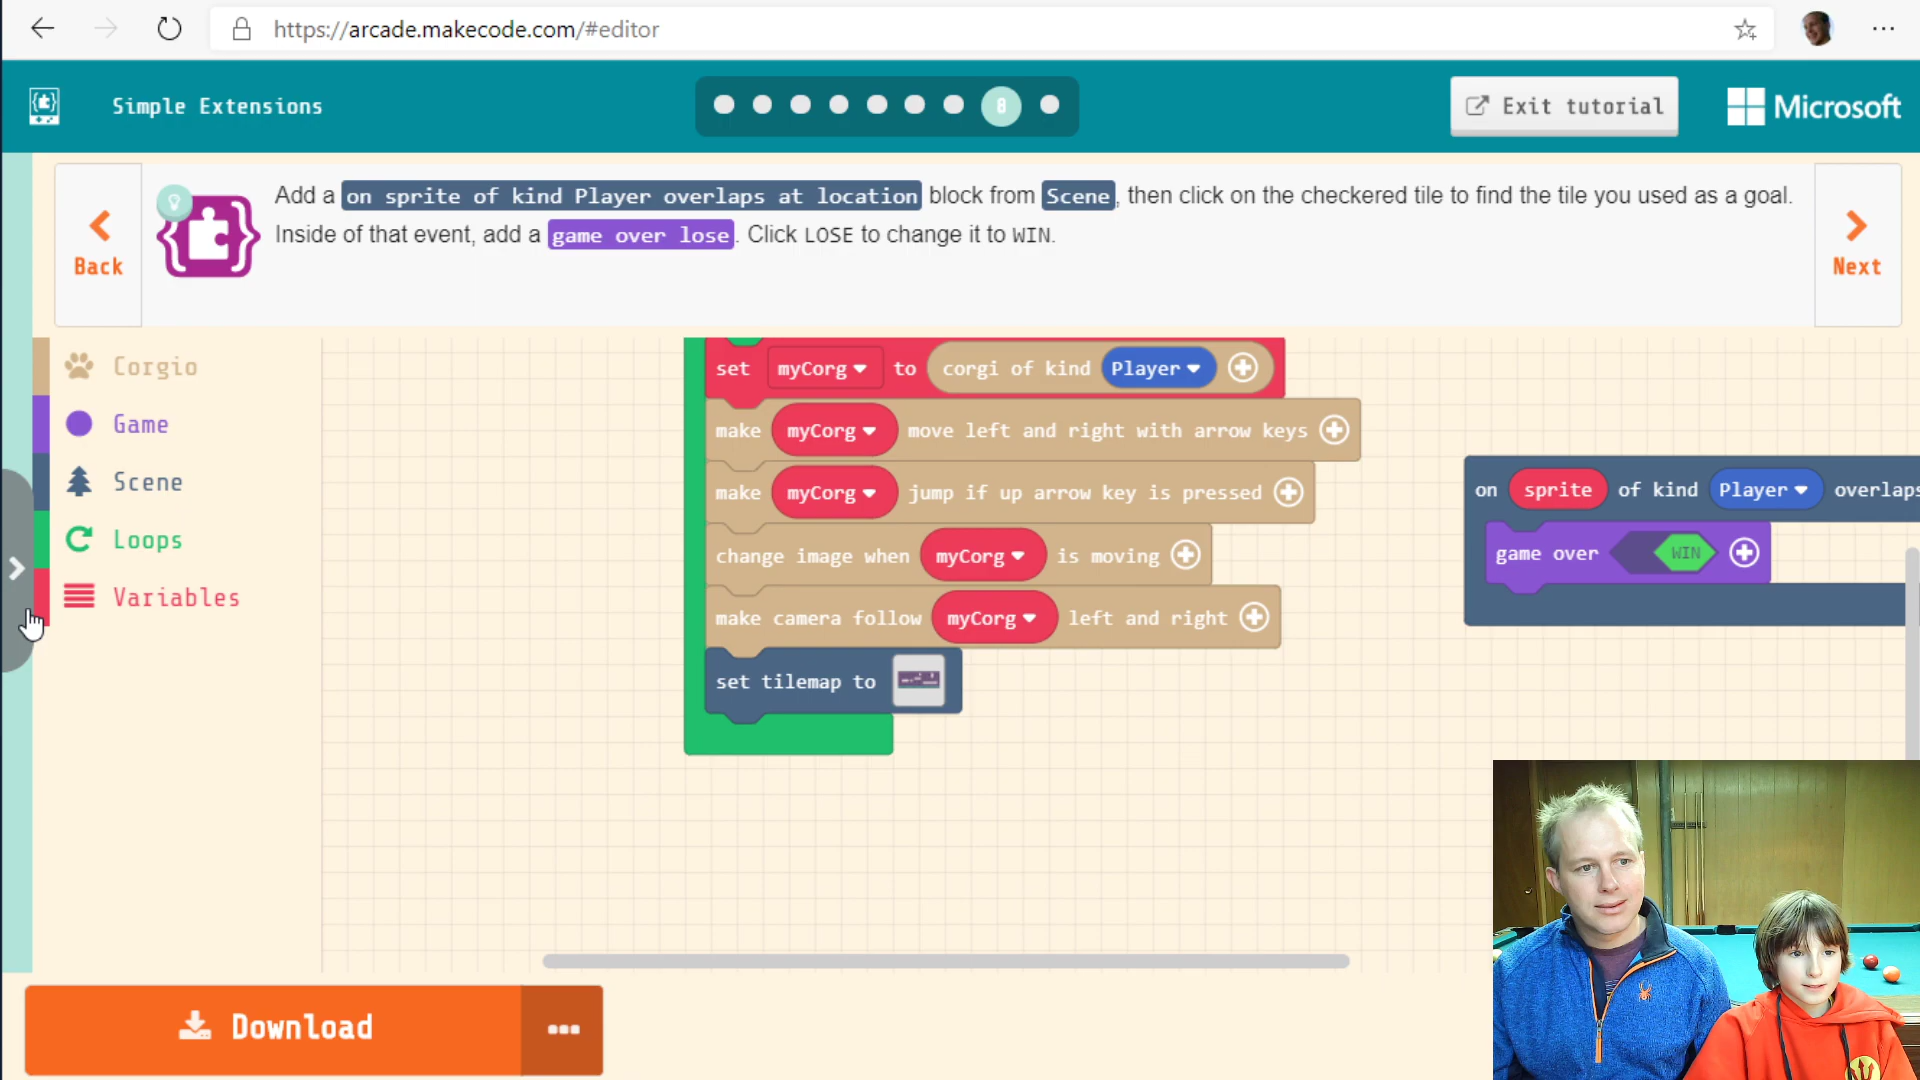 https://arcade.makecode.com/#editor
Simple Extensions
8
Exit tutorial
Microsoft
Back
Add a on sprite of kind Player overlaps at location block from Scene, then click on the checkered tile to find the tile you used as a goal.
Inside of that event, add a game over lose. Click LOSE to change it to WIN.
Next
Corgio
Game
Scene
Loops
Variables
set myCorg to corgi of kind Player
make myCorg move left and right with arrow keys
make myCorg jump if up arrow key is pressed
change image when myCorg is moving
make camera follow myCorg left and right
set tilemap to
on sprite of kind Player overlaps
game over WIN
Download